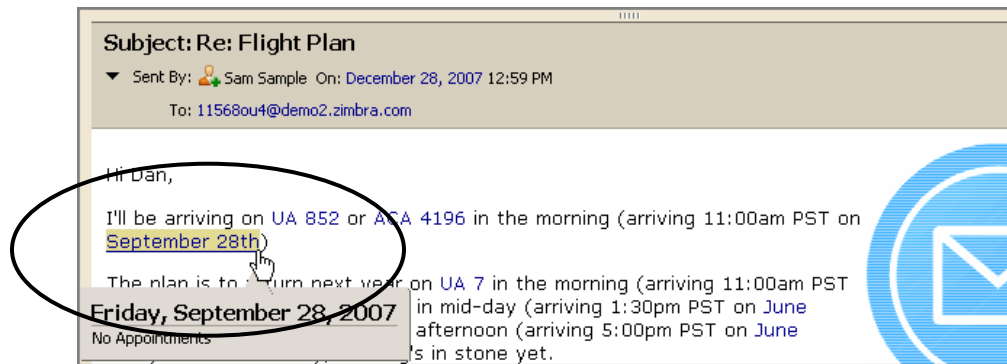 Subject: Re: Flight Plan
Sent By: Sam Sample On: December 28, 2007 12:59 PM
To: 11568ou4@demo2.zimbra.com
Hi Dan,
I'll be arriving on UA 852 or ACA 4196 in the morning (arriving 11:00am PST on
September 28th)
The plan is to return next year on UA 7 in the morning (arriving 11:00am PST
Friday, September 28, 2007
in mid-day (arriving 1:30pm PST on June
No Appointments
afternoon (arriving 5:00pm PST on June
's in stone yet.